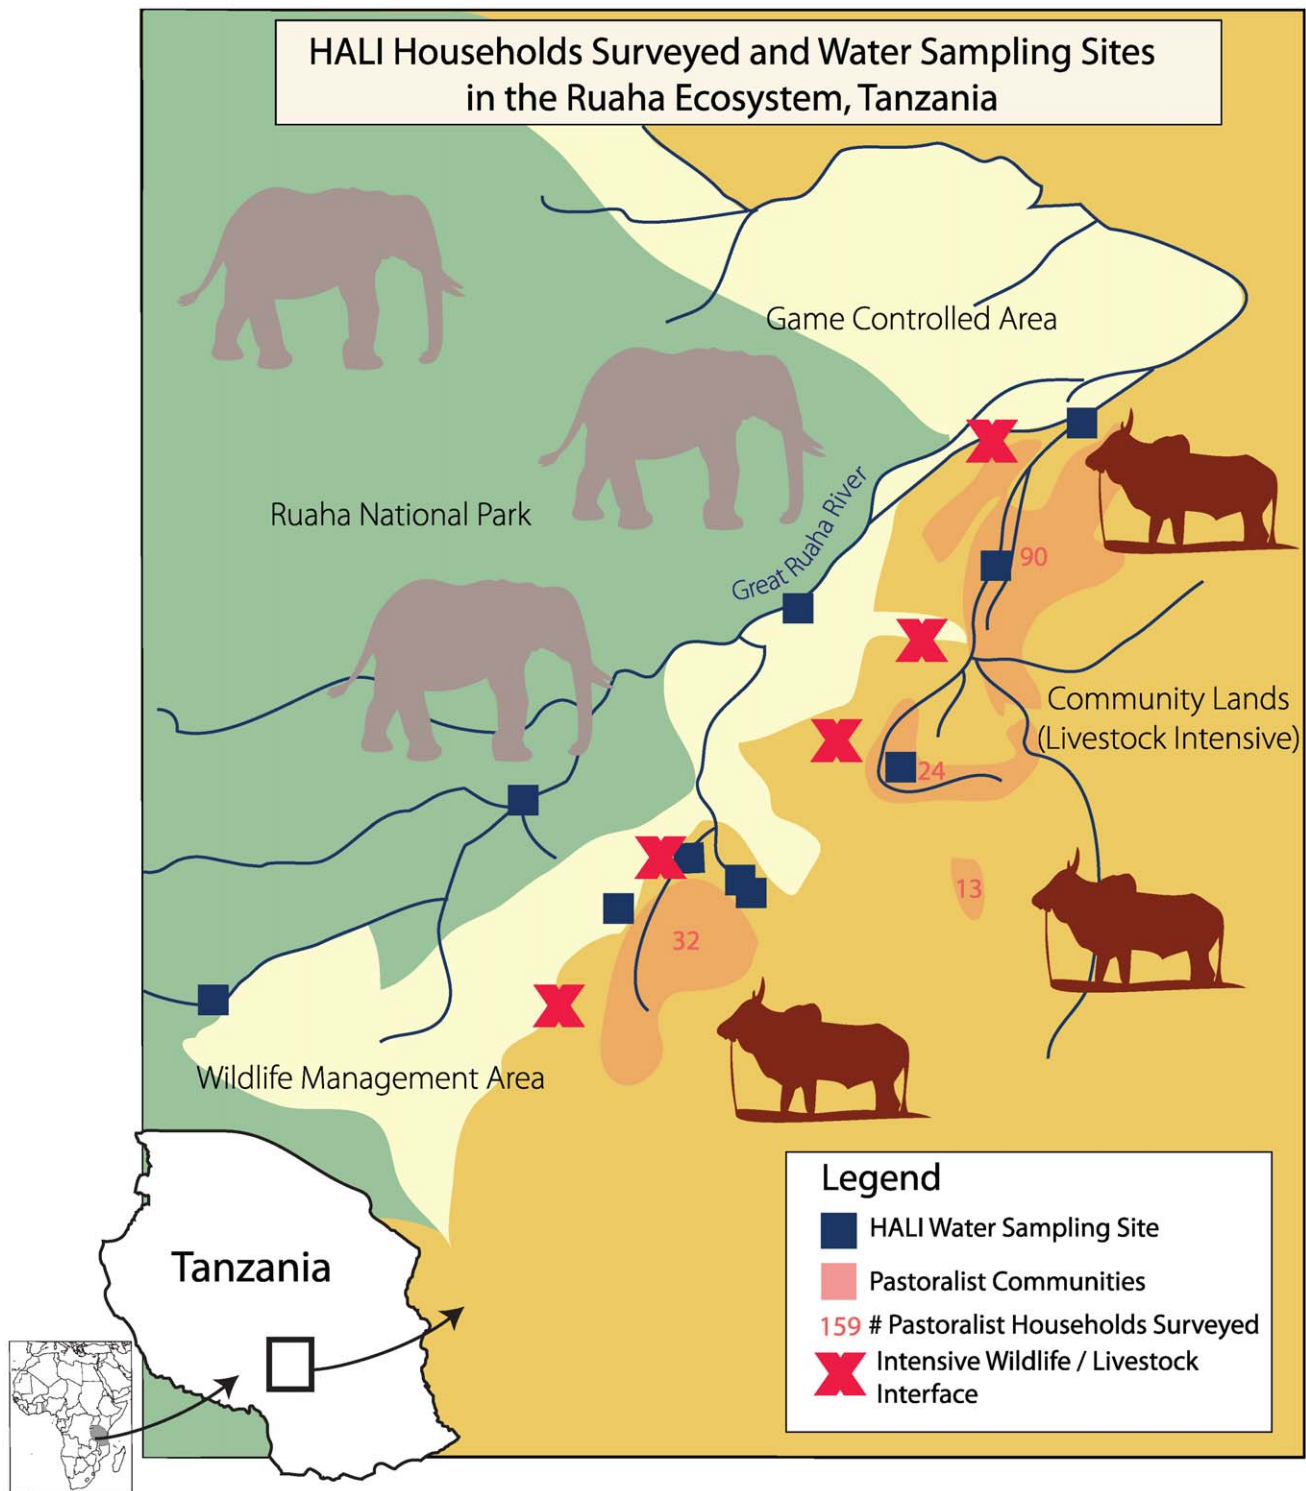 HALI Households Surveyed and Water Sampling Sites
in the Ruaha Ecosystem, Tanzania
Game Controlled Area
Ruaha National Park
Great Ruaha River
90
Community Lands
(Livestock Intensive)
24
13
32
Wildlife Management Area
Tanzania
Legend
HALI Water Sampling Site
Pastoralist Communities
159 # Pastoralist Households Surveyed
Intensive Wildlife / Livestock
Interface